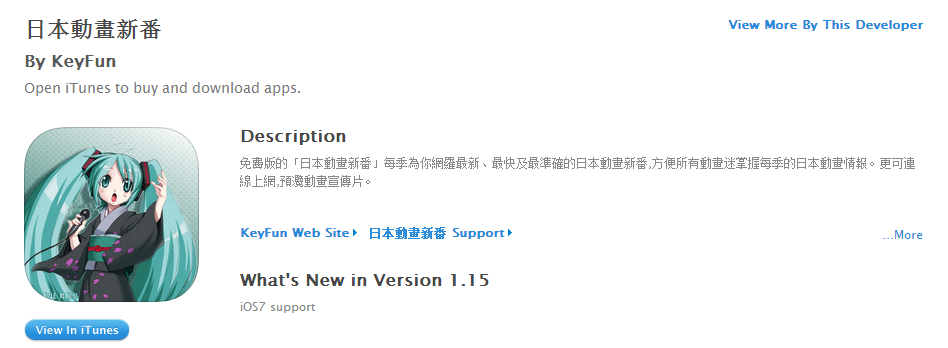 日本動畫新番
View More By This Developer
By KeyFun
Open iTunes to buy and download apps.
Description
免費版的「日本動畫新番」每季為你網羅最新、最快及最準確的日本動畫新番,方便所有動畫迷掌握每季的日本動畫情報。更可連
線上網,預灠動畫宣傳片。
KeyFun Web Site
日本動畫新番 Support
...More
What's New in Version 1.15
iOS7 support
View In iTunes